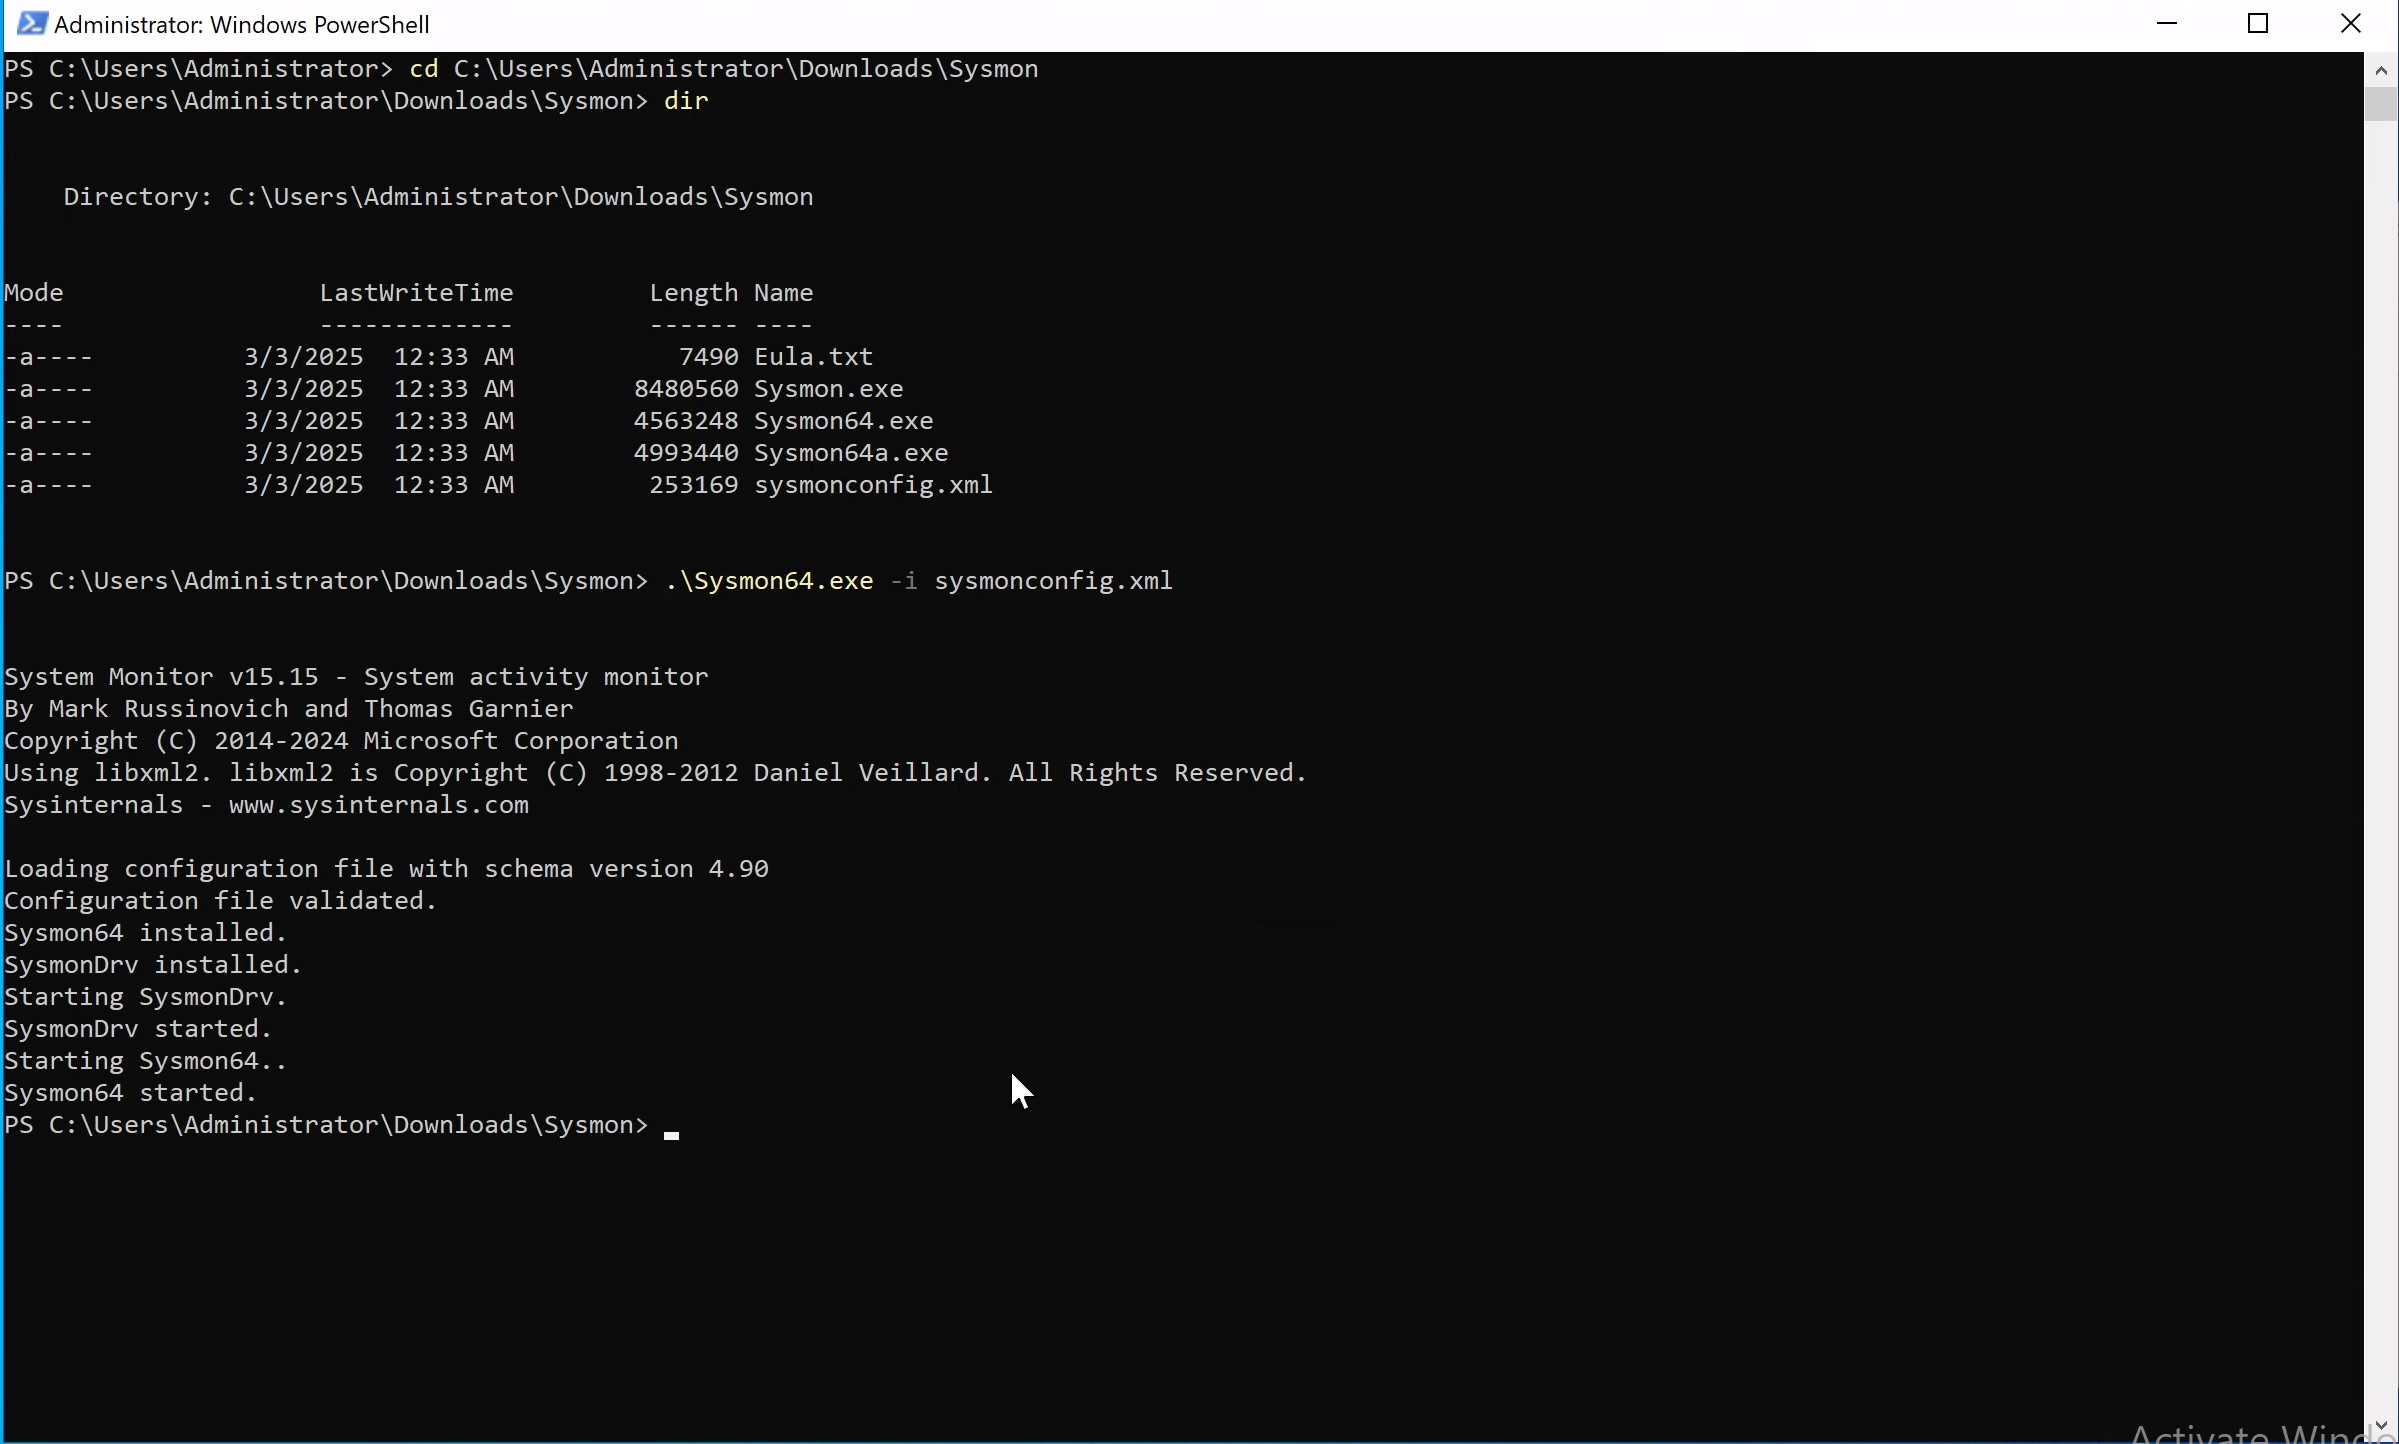 Administrator: Windows PowerShell
PS C:\Users\Administrator> cd C:\Users\Administrator\Downloads\Sysmon
PS C:\Users\Administrator\Downloads\Sysmon> dir
Directory: C:\Users\Administrator\Downloads\Sysmon
Mode                 LastWriteTime         Length Name
----                 -------------         ------ ----
-a----          3/3/2025  12:33 AM           7490 Eula.txt
-a----          3/3/2025  12:33 AM        8480560 Sysmon.exe
-a----          3/3/2025  12:33 AM        4563248 Sysmon64.exe
-a----          3/3/2025  12:33 AM        4993440 Sysmon64a.exe
-a----          3/3/2025  12:33 AM         253169 sysmonconfig.xml
PS C:\Users\Administrator\Downloads\Sysmon> .\Sysmon64.exe -i sysmonconfig.xml
System Monitor v15.15 - System activity monitor
By Mark Russinovich and Thomas Garnier
Copyright (C) 2014-2024 Microsoft Corporation
Using libxml2. libxml2 is Copyright (C) 1998-2012 Daniel Veillard. All Rights Reserved.
Sysinternals - www.sysinternals.com
Loading configuration file with schema version 4.90
Configuration file validated.
Sysmon64 installed.
SysmonDrv installed.
Starting SysmonDrv.
SysmonDrv started.
Starting Sysmon64..
Sysmon64 started.
PS C:\Users\Administrator\Downloads\Sysmon>
Activate Windo